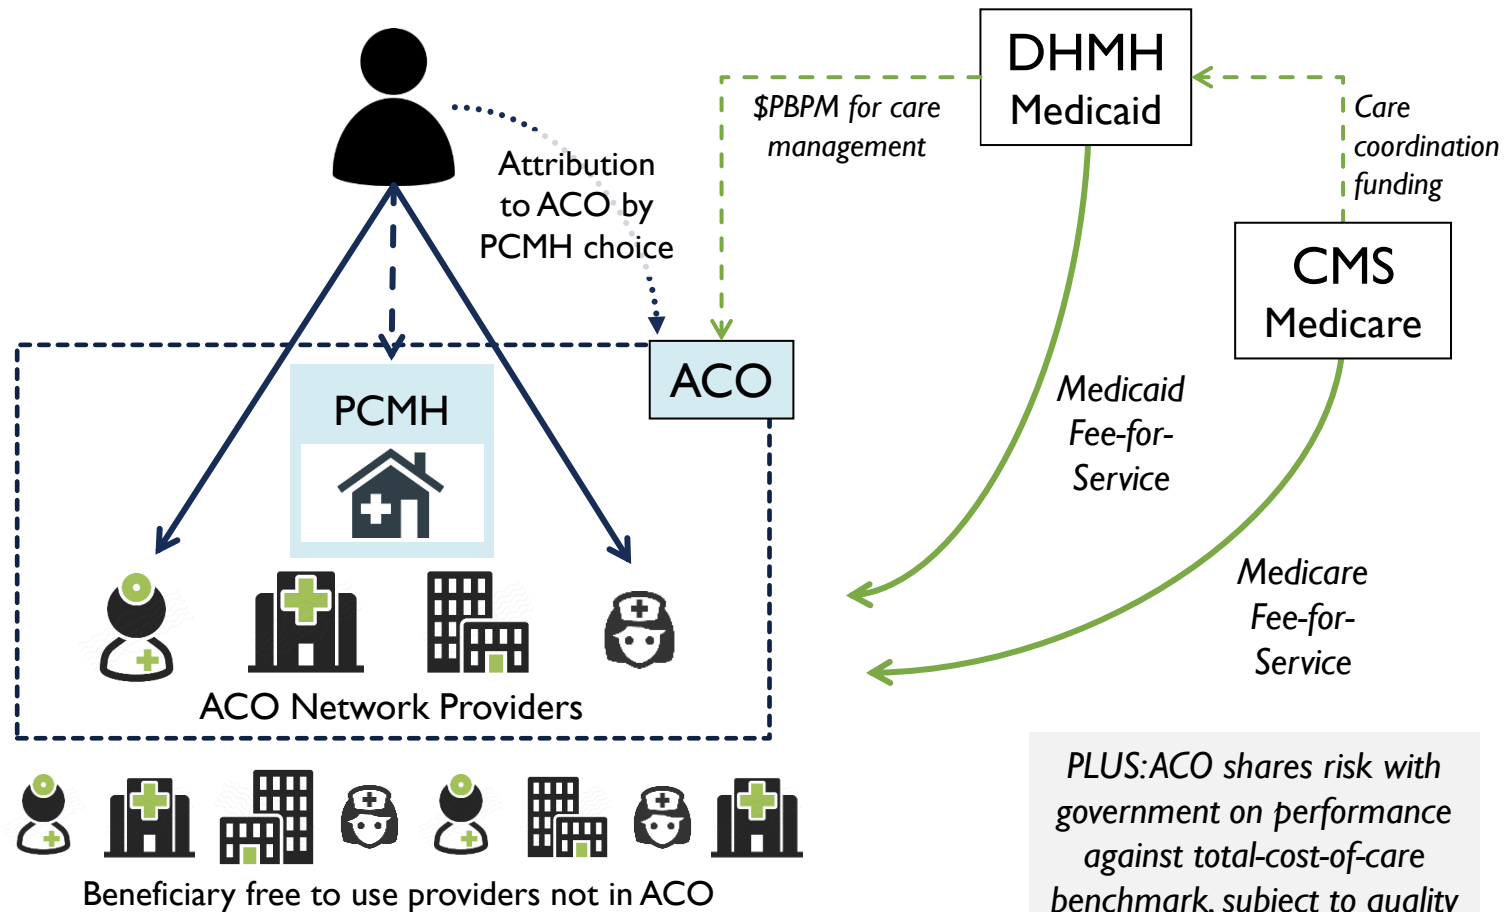 DHMH
Medicaid
$PBPM for care
management
Care
coordination
funding
Attribution
to ACO by
PCMH choice
CMS
Medicare
ACO
PCMH
Medicaid
Fee-for-
Service
Medicare
Fee-for-
Service
ACO Network Providers
PLUS: ACO shares risk with
government on performance
against total-cost-of-care
benchmark, subject to quality
Beneficiary free to use providers not in ACO